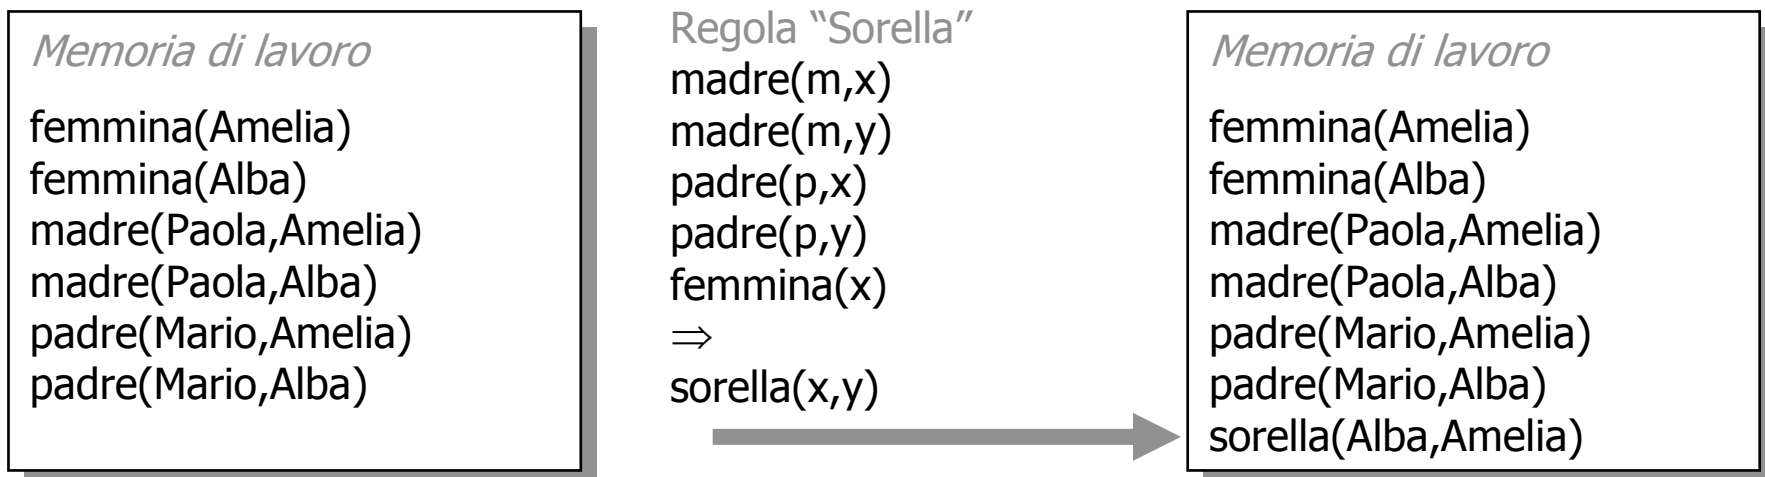 Memoria di lavoro
femmina(Amelia)
femmina(Alba)
madre(Paola,Amelia)
madre(Paola,Alba)
padre(Mario,Amelia)
padre(Mario,Alba)
Regola “Sorella”
madre(m,x)
madre(m,y)
padre(p,x)
padre(p,y)
femmina(x)
⇒
sorella(x,y)
Memoria di lavoro
femmina(Amelia)
femmina(Alba)
madre(Paola,Amelia)
madre(Paola,Alba)
padre(Mario,Amelia)
padre(Mario,Alba)
sorella(Alba,Amelia)